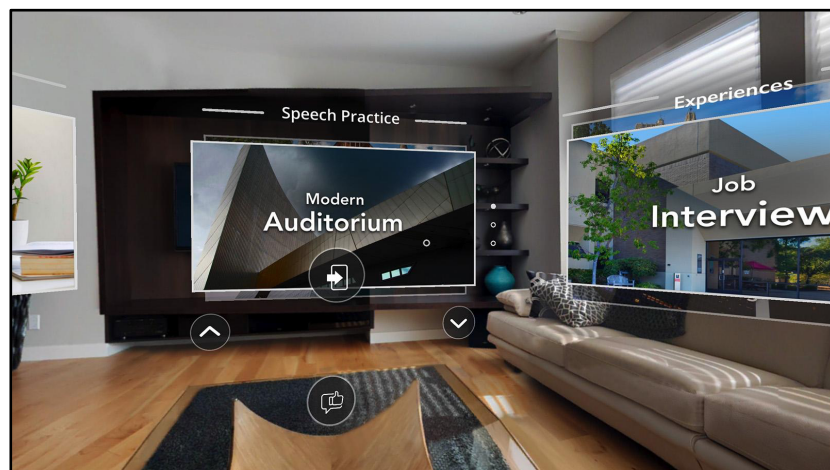 Speech Practice
Modern
Auditorium
Experiences
Job
Interview